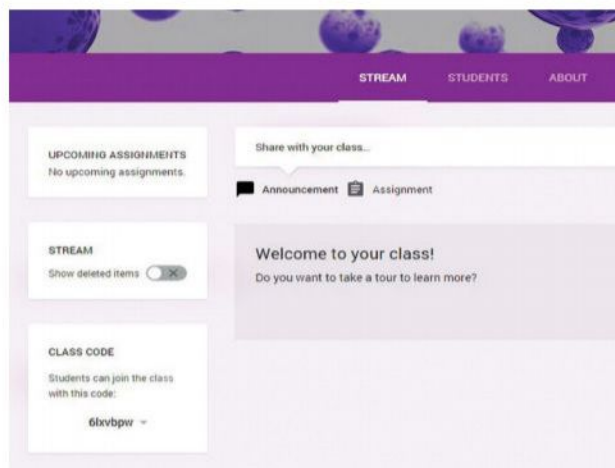 STREAM STUDENTS ABOUT
UPCOMING ASSIGNMENTS
No upcoming assignments.
Share with your class...
Announcement Assignment
STREAM
Show deleted items
Welcome to your class!
Do you want to take a tour to learn more?
CLASS CODE
Students can join the class
with this code:
6lxvbpw